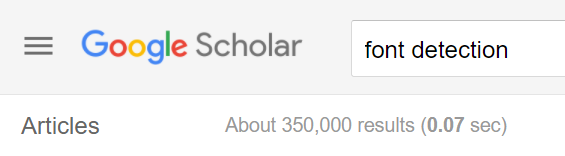 Google Scholar
font detection
Articles
About 350,000 results (0.07 sec)